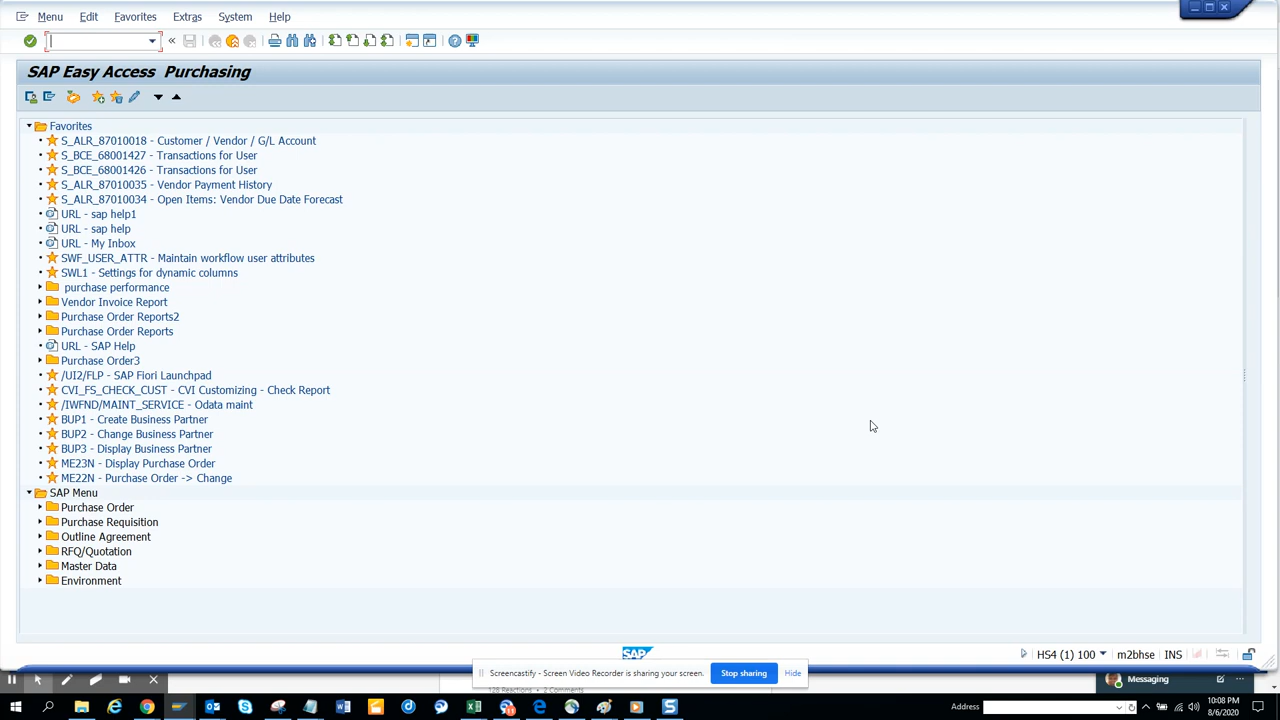 Menu Edit Favorites Extras System Help
SAP Easy Access Purchasing
Favorites
S_ALR_87010018 - Customer / Vendor / G/L Account
S_BCE_68001427 - Transactions for User
S_BCE_68001426 - Transactions for User
S_ALR_87010035 - Vendor Payment History
S_ALR_87010034 - Open Items: Vendor Due Date Forecast
URL - sap help1
URL - sap help
URL - My Inbox
SWF_USER_ATTR - Maintain workflow user attributes
SWL1 - Settings for dynamic columns
purchase performance
Vendor Invoice Report
Purchase Order Reports2
Purchase Order Reports
URL - SAP Help
Purchase Order3
/UI2/FLP - SAP Fiori Launchpad
CVI_FS_CHECK_CUST - CVI Customizing - Check Report
/IWFND/MAINT_SERVICE - Odata maint
BUP1 - Create Business Partner
BUP2 - Change Business Partner
BUP3 - Display Business Partner
ME23N - Display Purchase Order
ME22N - Purchase Order -> Change
SAP Menu
Purchase Order
Purchase Requisition
Outline Agreement
RFQ/Quotation
Master Data
Environment
SAP HS4 (1) 100 m2bhse INS
Screencastify - Screen Video Recorder is sharing your screen. Stop sharing Hide
Messaging
128 Reactions • 2 Comments
Address 10:08 PM
8/6/2020